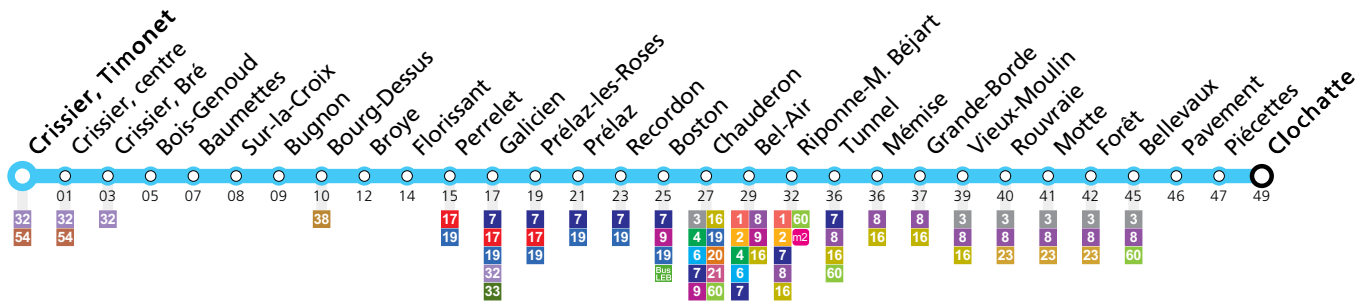 Crissier, Timonet
Crissier, centre
Crissier, Bré
Bois-Genoud
Baumettes
Sur-la-Croix
Bugnon
Bourg-Dessus
Broye
Florissant
Perrelet
Galicien
Prélaz-les-Roses
Prélaz
Recordon
Boston
Chauderon
Bel-Air
Riponne-M. Béjart
Tunnel
Mémise
Grande-Borde
Vieux-Moulin
Rouvraie
Motte
Forêt
Bellevaux
Pavement
Piécettes
Clochatte
01 03 05 07 08 09 10 12 14 15 17 19 21 23 25 27 29 32 36 36 37 39 40 41 42 45 46 47 49
32 32 32 38 17 7 7 7 7 7 3 16 1 8 1 60 7 8 8 3 3 3 3 3
54 54 19 17 17 19 19 9 4 19 2 9 2 m2 8 16 16 8 8 8 8 8
19 19 19 6 20 4 16 7 16 16 23 23 23 60
32 Bus LEB 7 21 6 8 60
33 9 60 7 16